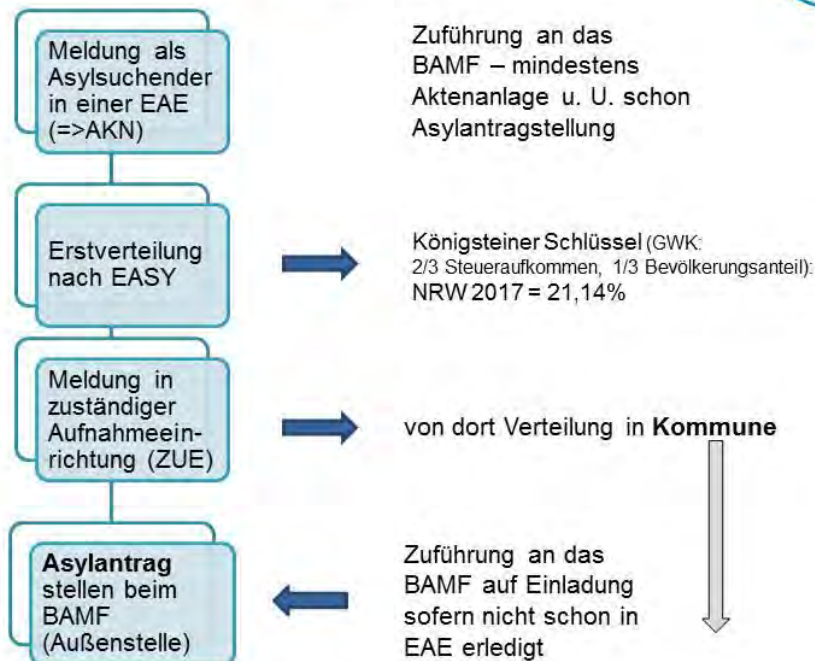 Meldung als
Asylsuchender
in einer EAE
(=>AKN)
Zuführung an das
BAMF – mindestens
Aktenanlage u. U. schon
Asylantragstellung
Erstverteilung
nach EASY
Königsteiner Schlüssel (GWK:
2/3 Steueraufkommen, 1/3 Bevölkerungsanteil):
NRW 2017 = 21,14%
Meldung in
zuständiger
Aufnahmeein-
richtung (ZUE)
von dort Verteilung in Kommune
Asylantrag
stellen beim
BAMF
(Außenstelle)
Zuführung an das
BAMF auf Einladung
sofern nicht schon in
EAE erledigt